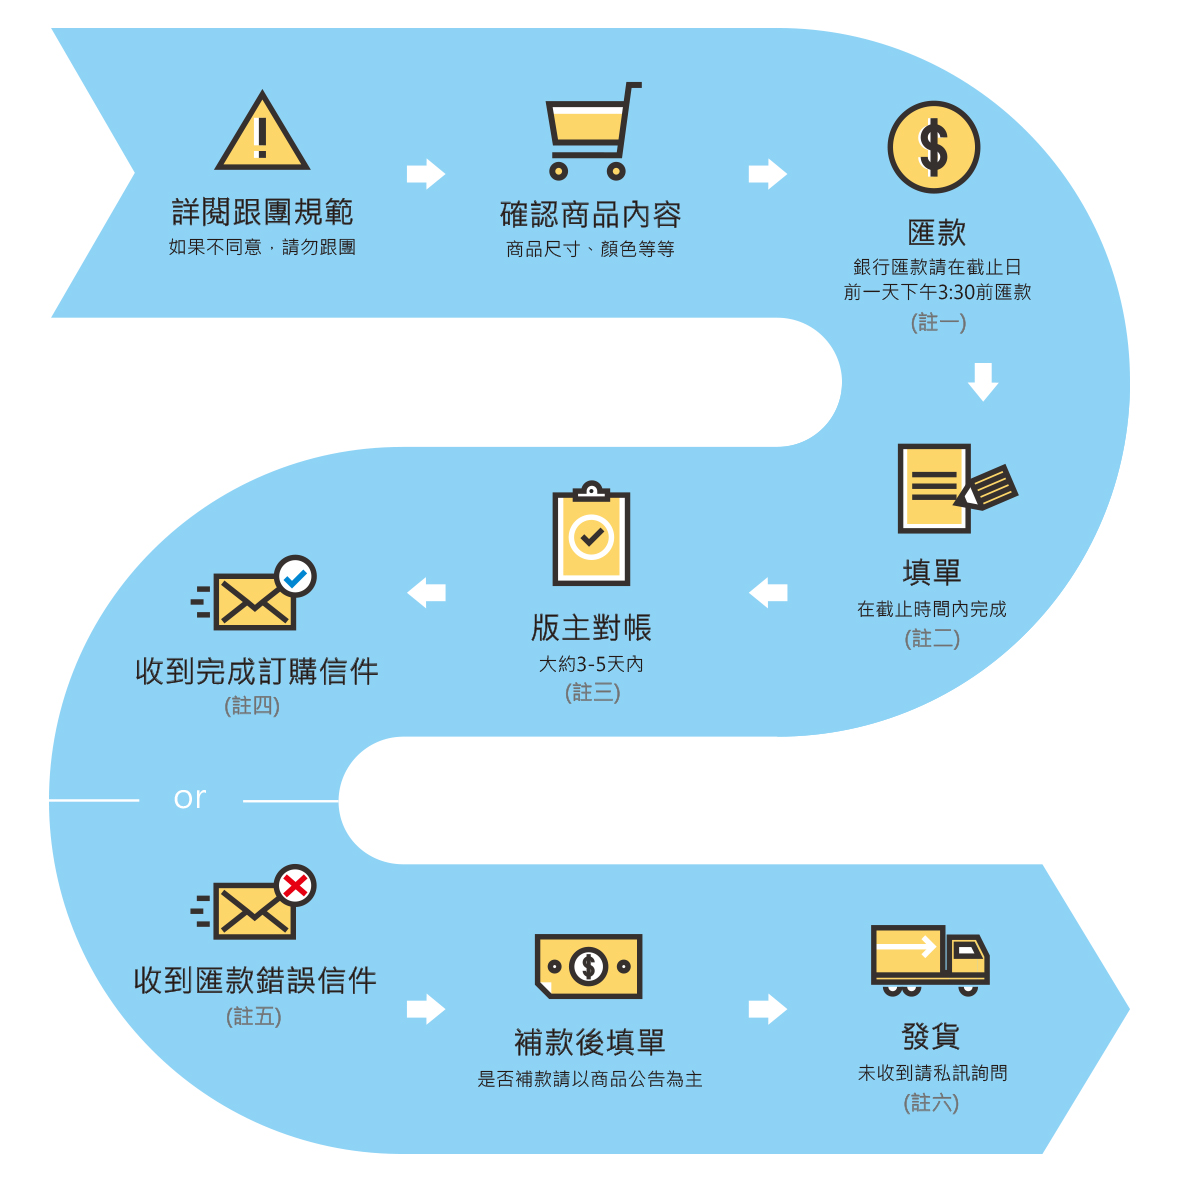 詳閱跟團規範
如果不同意，請勿跟團
確認商品內容
商品尺寸、顏色等等
匯款
銀行匯款請在截止日
前一天下午3:30前匯款
(註一)
填單
在截止時間內完成
(註二)
版主對帳
大約3-5天內
(註三)
收到完成訂購信件
(註四)
or
收到匯款錯誤信件
(註五)
補款後填單
是否補款請以商品公告為主
發貨
未收到請私訊詢問
(註六)